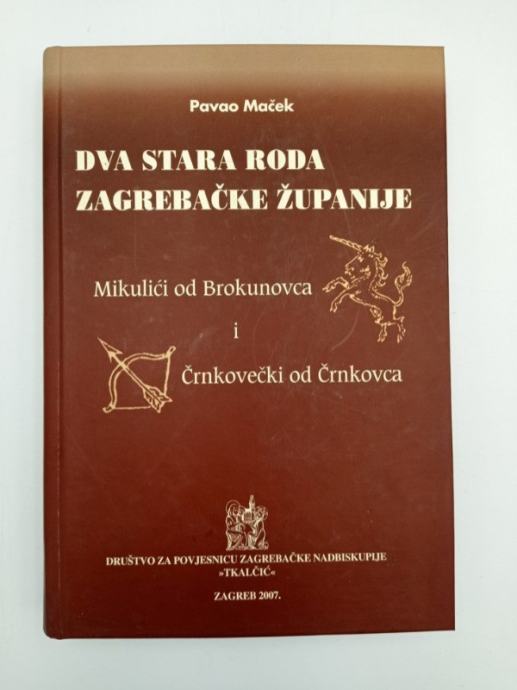 Pavao Maček
DVA STARA RODA
ZAGREBAČKE ŽUPANIJE
Mikulići od Brokunovca
i
Črnkovečki od Črnkovca
DRUŠTVO ZA POVJESNICU ZAGREBAČKE NADBISKUPIJE
»TKALČIĆ«
ZAGREB 2007.